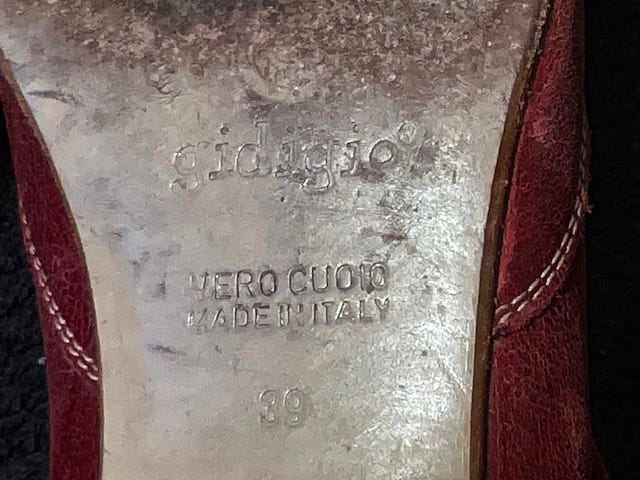 gidigio
VERO CUOIO
MADE IN ITALY
39